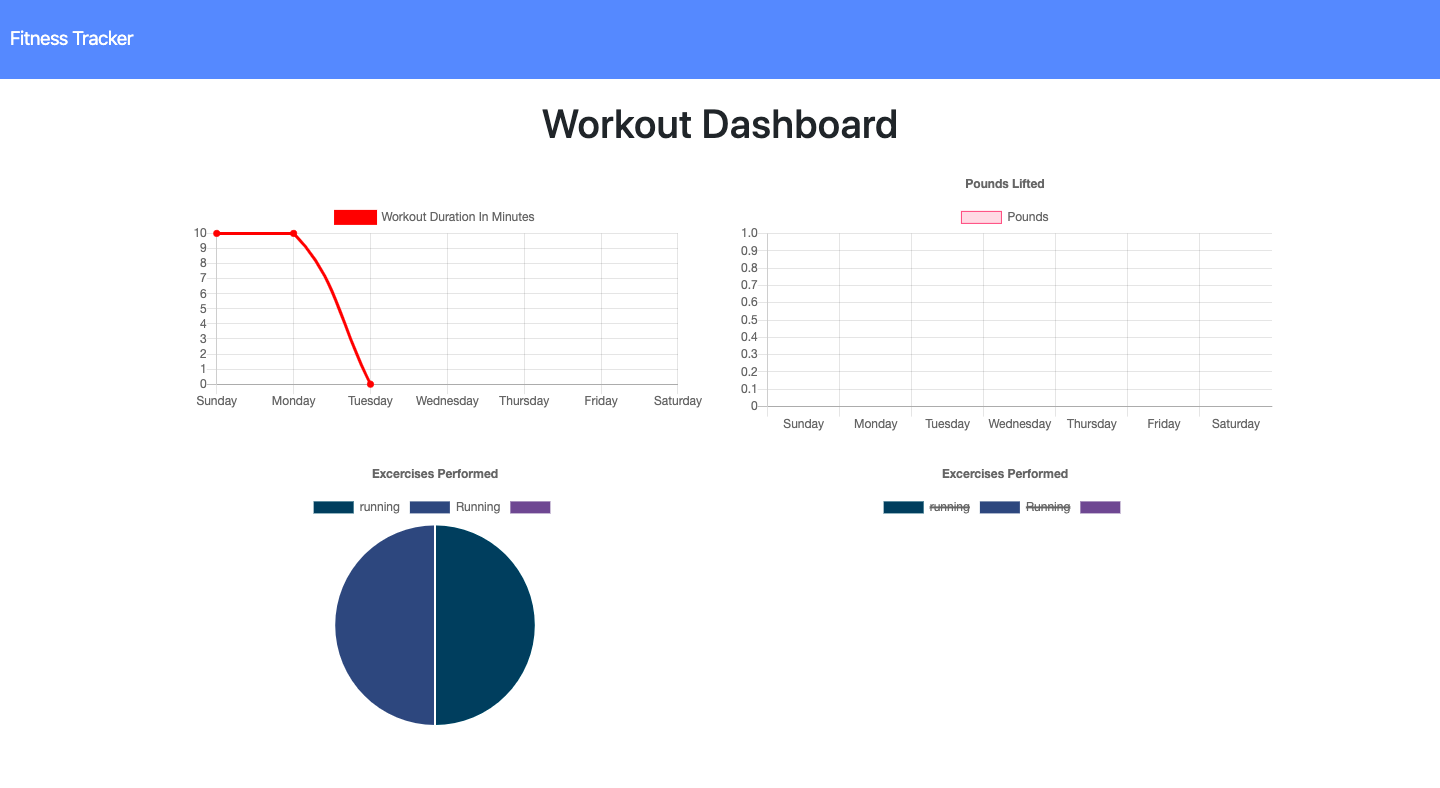 Fitness Tracker
Workout Dashboard
Workout Duration In Minutes
10
9
8
7
6
5
4
3
2
1
0
Sunday Monday Tuesday Wednesday Thursday Friday Saturday
Pounds Lifted
Pounds
1.0
0.9
0.8
0.7
0.6
0.5
0.4
0.3
0.2
0.1
0
Sunday Monday Tuesday Wednesday Thursday Friday Saturday
Excercises Performed
running Running
Excercises Performed
running Running